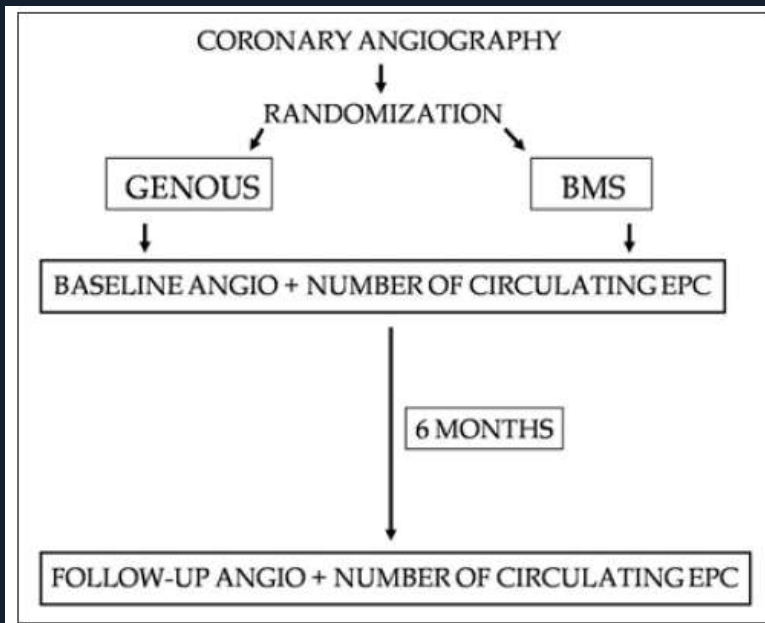 CORONARY ANGIOGRAPHY
RANDOMIZATION
GENOUS
BMS
BASELINE ANGIO + NUMBER OF CIRCULATING EPC
6 MONTHS
FOLLOW-UP ANGIO + NUMBER OF CIRCULATING EPC